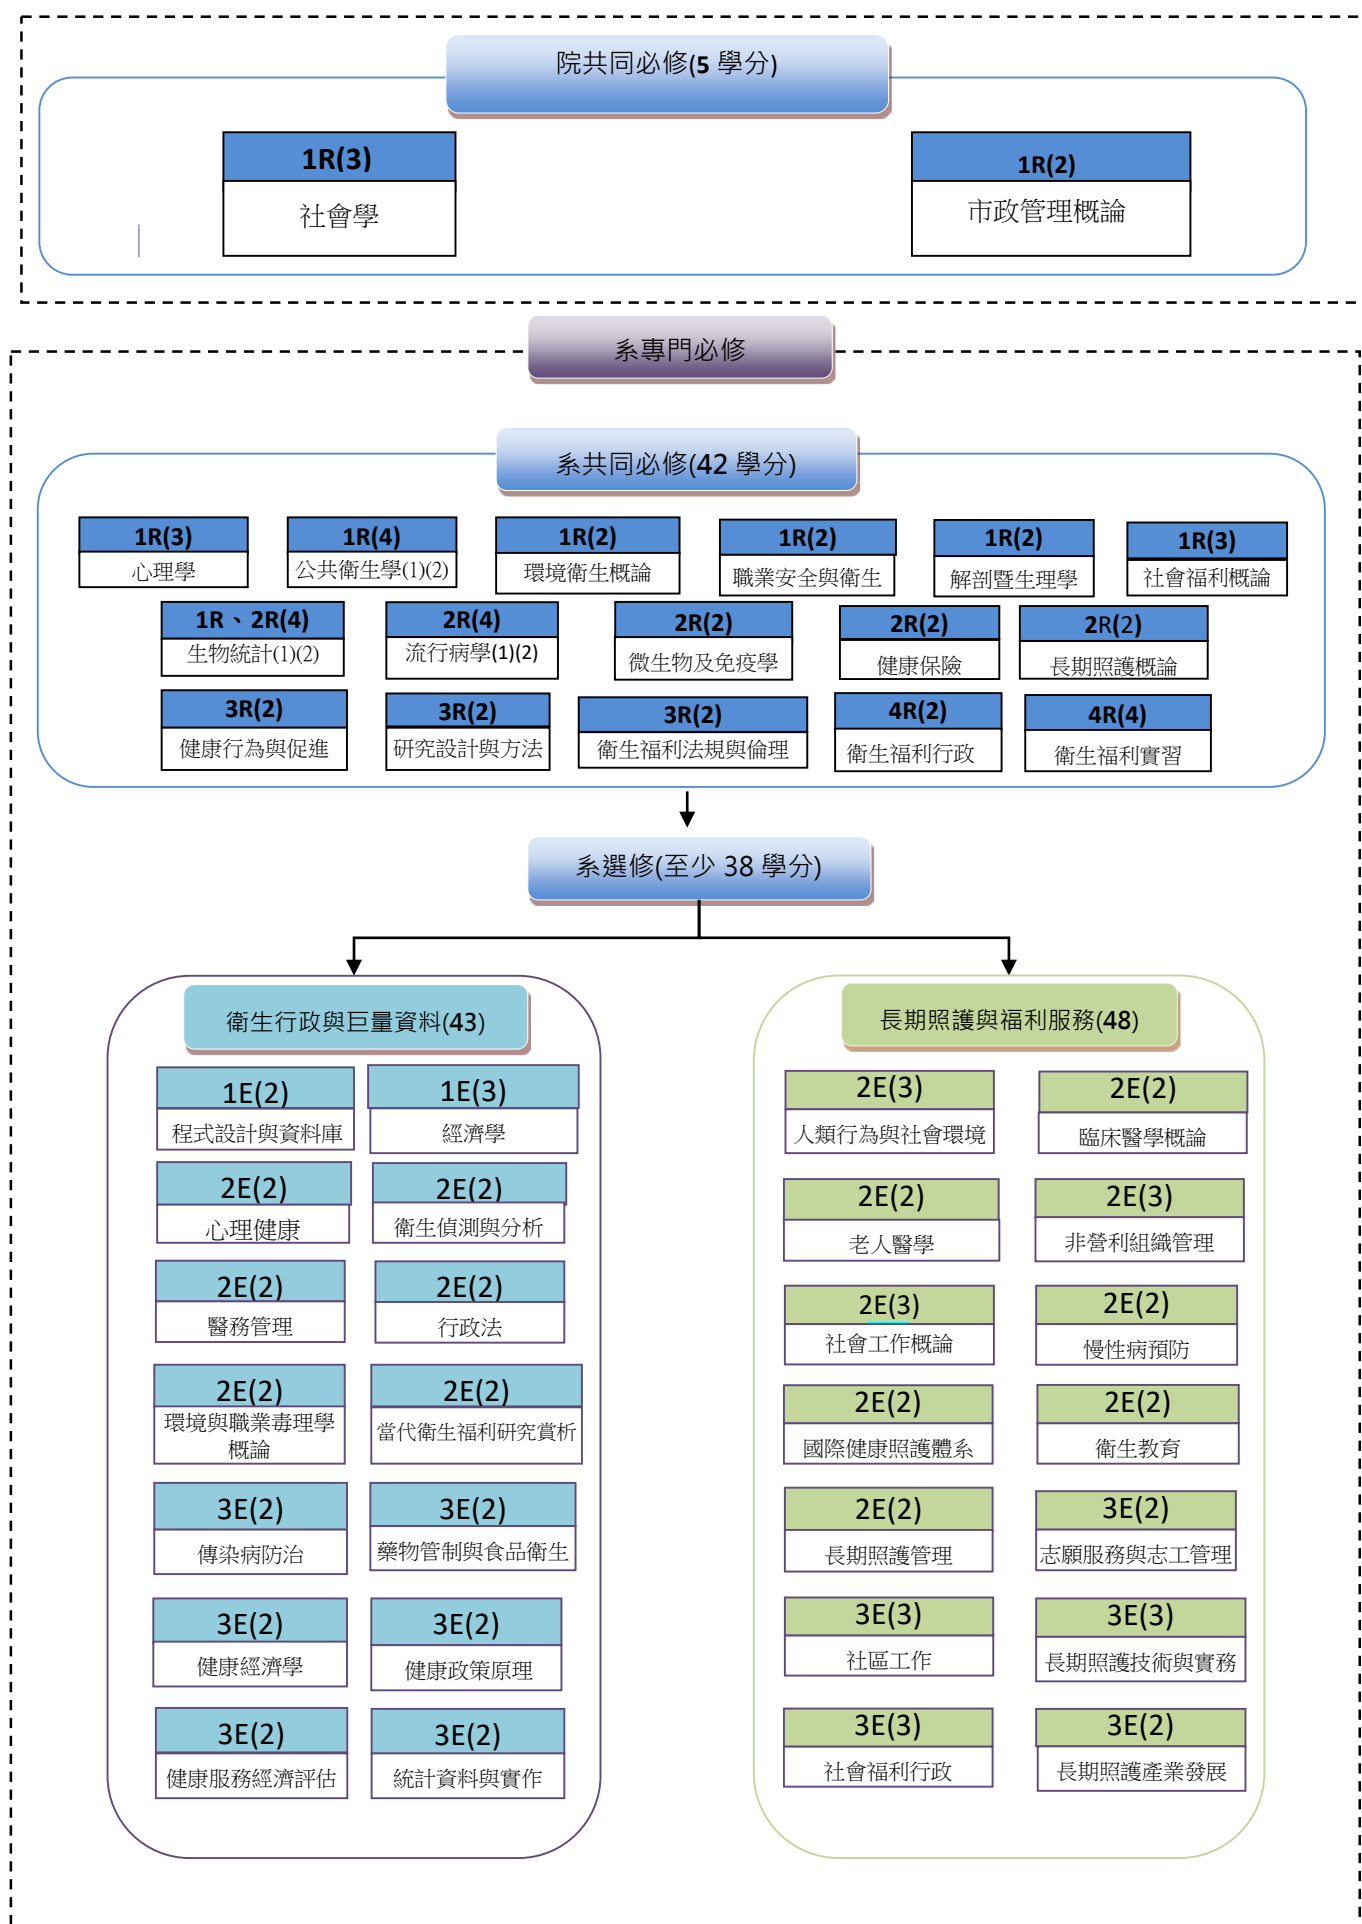 院共同必修(5 學分)
1R(3)
社會學
1R(2)
市政管理概論
系專門必修
系共同必修(42 學分)
1R(3)
心理學
1R(4)
公共衛生學(1)(2)
1R(2)
環境衛生概論
1R(2)
職業安全與衛生
1R(2)
解剖暨生理學
1R(3)
社會福利概論
1R、2R(4)
生物統計(1)(2)
2R(4)
流行病學(1)(2)
2R(2)
微生物及免疫學
2R(2)
健康保險
2R(2)
長期照護概論
3R(2)
健康行為與促進
3R(2)
研究設計與方法
3R(2)
衛生福利法規與倫理
4R(2)
衛生福利行政
4R(4)
衛生福利實習
系選修(至少 38 學分)
衛生行政與巨量資料(43)
1E(2)
程式設計與資料庫
1E(3)
經濟學
2E(2)
心理健康
2E(2)
衛生偵測與分析
2E(2)
醫務管理
2E(2)
行政法
2E(2)
環境與職業毒理學
概論
2E(2)
當代衛生福利研究賞析
3E(2)
傳染病防治
3E(2)
藥物管制與食品衛生
3E(2)
健康經濟學
3E(2)
健康政策原理
3E(2)
健康服務經濟評估
3E(2)
統計資料與實作
長期照護與福利服務(48)
2E(3)
人類行為與社會環境
2E(2)
臨床醫學概論
2E(2)
老人醫學
2E(3)
非營利組織管理
2E(3)
社會工作概論
2E(2)
慢性病預防
2E(2)
國際健康照護體系
2E(2)
衛生教育
2E(2)
長期照護管理
3E(2)
志願服務與志工管理
3E(3)
社區工作
3E(3)
長期照護技術與實務
3E(3)
社會福利行政
3E(2)
長期照護產業發展